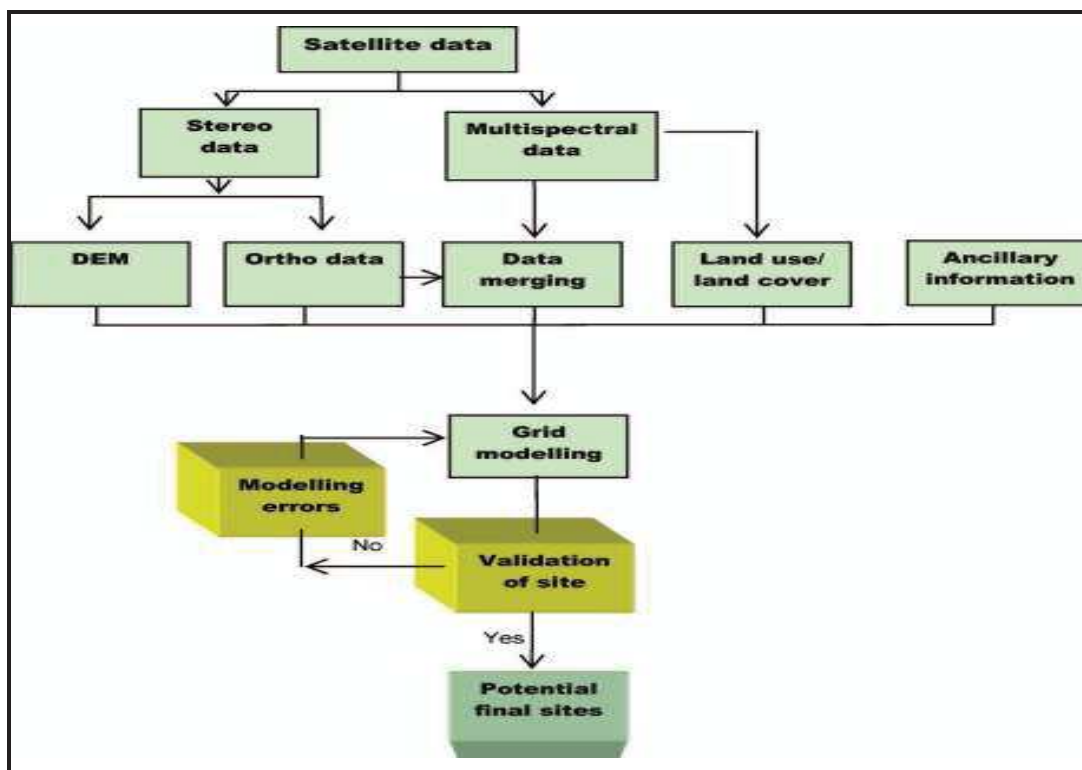 Satellite data
Stereo
data
Multispectral
data
DEM
Ortho data
Data
merging
Land use/
land cover
Ancillary
information
Grid
modelling
Modelling
errors
No
Validation
of site
Yes
Potential
final sites